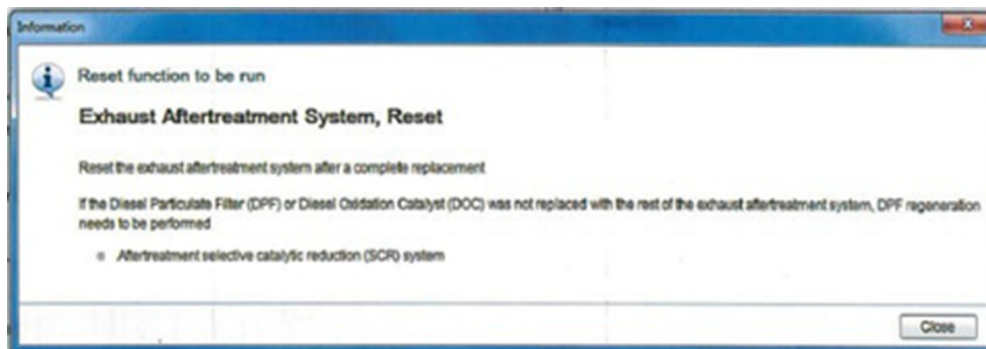 Information
Reset function to be run
Exhaust Aftertreatment System, Reset
Reset the exhaust aftertreatment system after a complete replacement
If the Diesel Particulate Filter (DPF) or Diesel Oxidation Catalyst (DOC) was not replaced with the rest of the exhaust aftertreatment system, DPF regeneration
needs to be performed
Aftertreatment selective catalytic reduction (SCR) system
Close